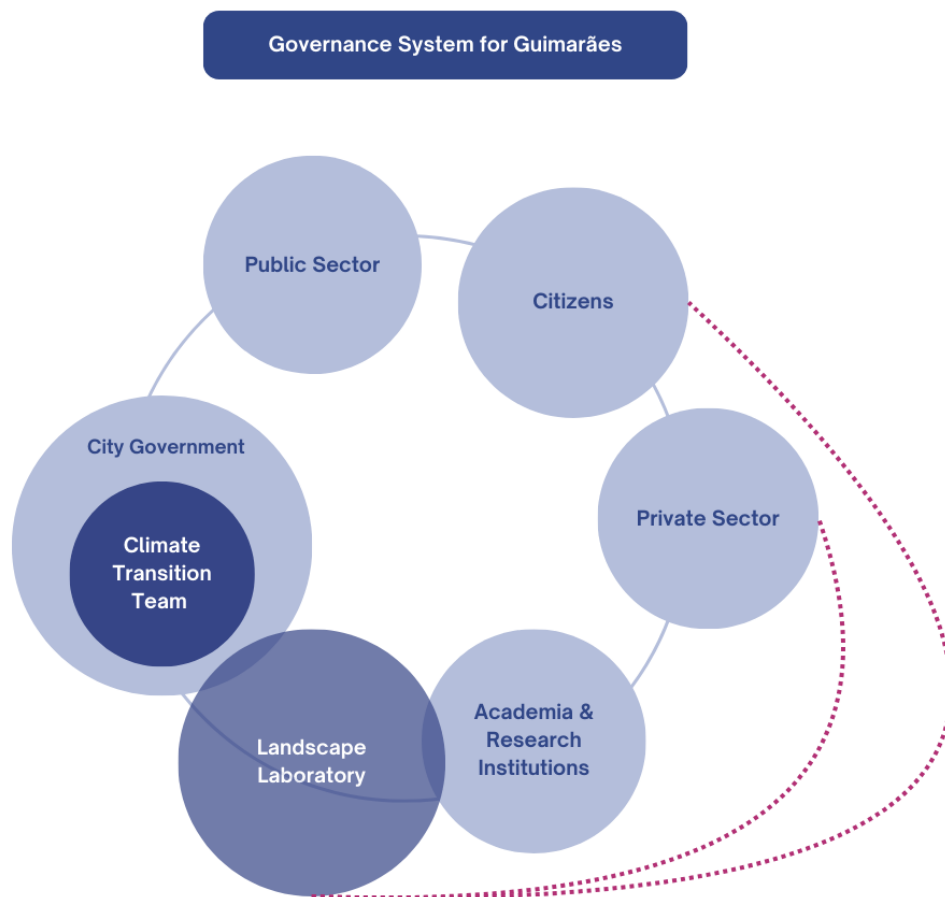 Governance System for Guimarães
Public Sector
Citizens
City Government
Private Sector
Climate
Transition
Team
Academia &
Research
Institutions
Landscape
Laboratory